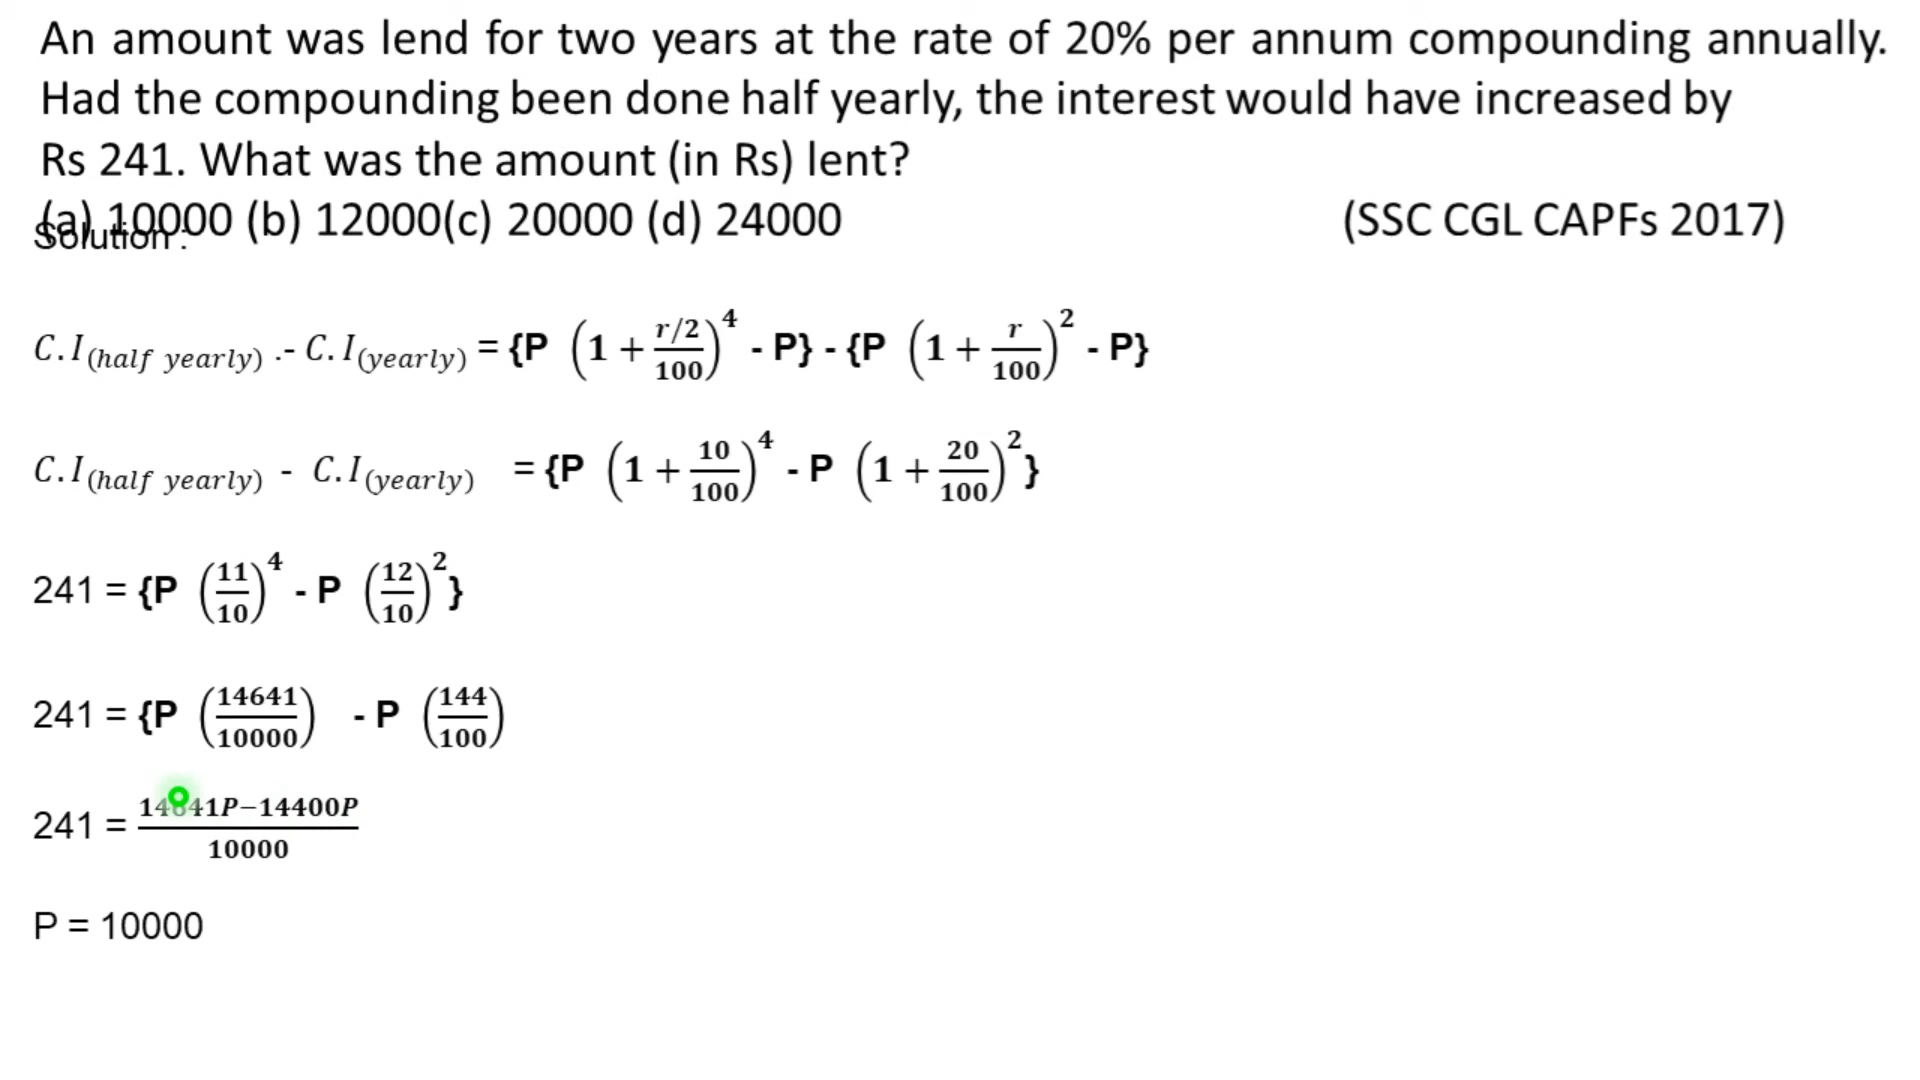 An amount was lend for two years at the rate of 20% per annum compounding annually.
Had the compounding been done half yearly, the interest would have increased by
Rs 241. What was the amount (in Rs) lent?
(a) 10000 (b) 12000(c) 20000 (d) 24000 (SSC CGL CAPFs 2017)
Solution :
C.I(half yearly) .- C.I(yearly) = {P (1 + r/2/100)^4 - P} - {P (1 + r/100)^2 - P}
C.I(half yearly) - C.I(yearly) = {P (1 + 10/100)^4 - P (1 + 20/100)^2}
241 = {P (11/10)^4 - P (12/10)^2}
241 = {P (14641/10000) - P (144/100)
241 = 14641P−14400P/10000
P = 10000